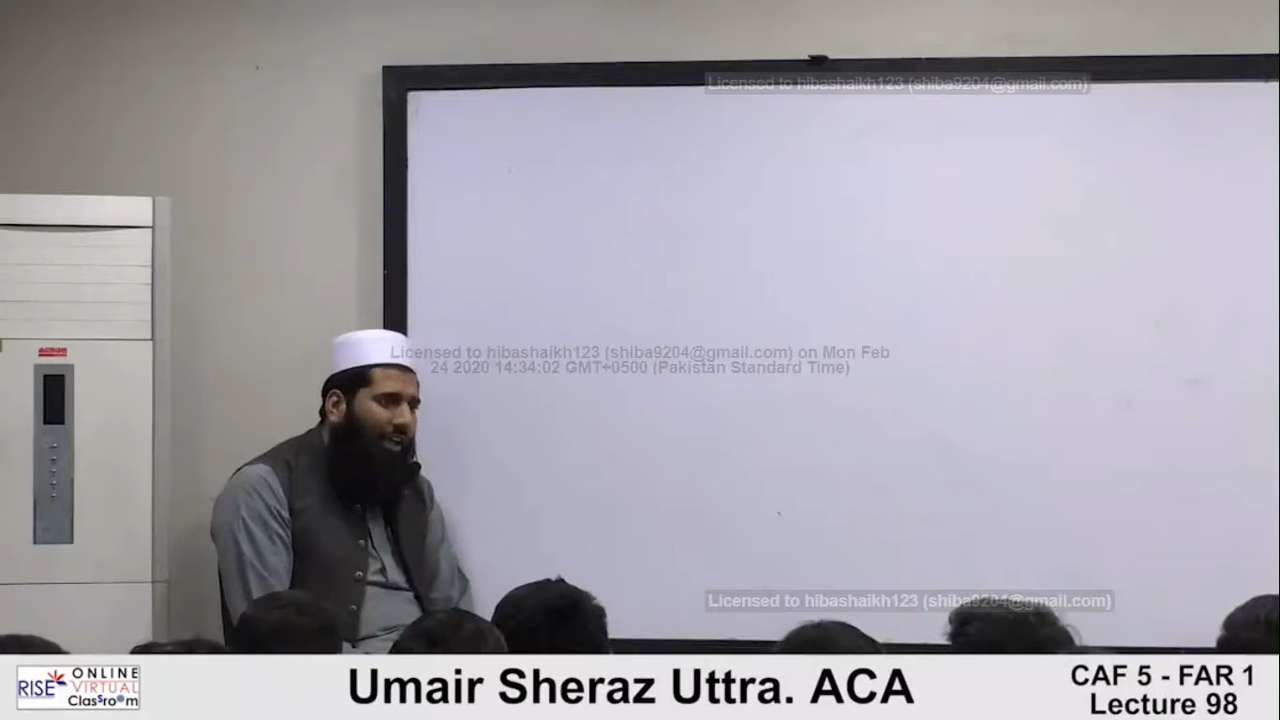 Licensed to hibashaikh123 (shiba9204@gmail.com)
Licensed to hibashaikh123 (shiba9204@gmail.com) on Mon Feb
24 2020 14:34:02 GMT+0500 (Pakistan Standard Time)
Licensed to hibashaikh123 (shiba9204@gmail.com)
RISE
ONLINE
VIRTUAL
Classroom
Umair Sheraz Uttra. ACA
CAF 5 - FAR 1
Lecture 98